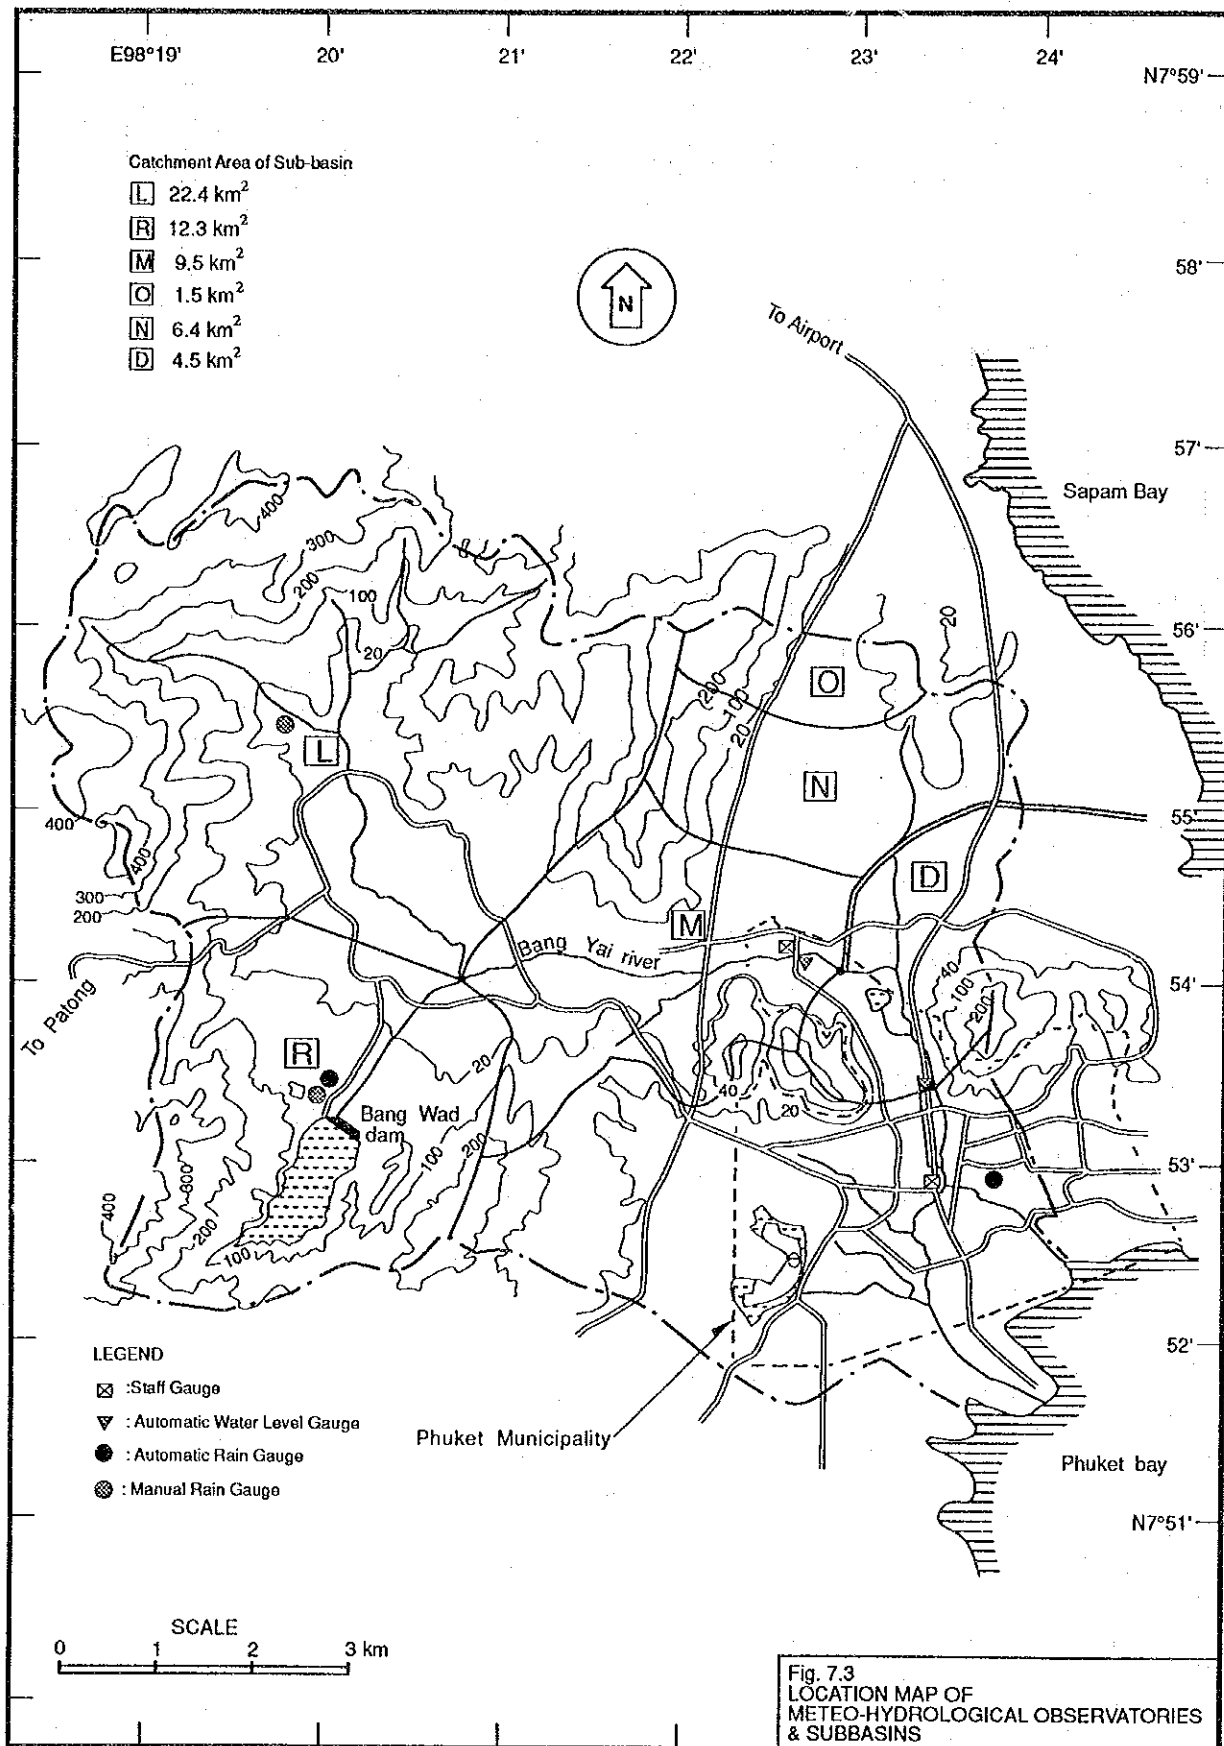 E98°19'
20'
21'
22'
23'
24'
N7°59'
Catchment Area of Sub-basin
L 22.4 km²
R 12.3 km²
M 9.5 km²
O 1.5 km²
N 6.4 km²
D 4.5 km²
N
58'
To Airport
57'
Sapam Bay
400
300
200
100
20
56'
20
200
100
20
O
L
N
400
400
55'
D
300
200
M
Bang Yai river
To Patong
40
100
200
54'
R
20
40
20
Bang Wad
dam
100
200
53'
300
400
200
100
52'
LEGEND
:Staff Gauge
: Automatic Water Level Gauge
: Automatic Rain Gauge
: Manual Rain Gauge
Phuket Municipality
Phuket bay
N7°51'
SCALE
0 1 2 3 km
Fig. 7.3
LOCATION MAP OF
METEO-HYDROLOGICAL OBSERVATORIES
& SUBBASINS